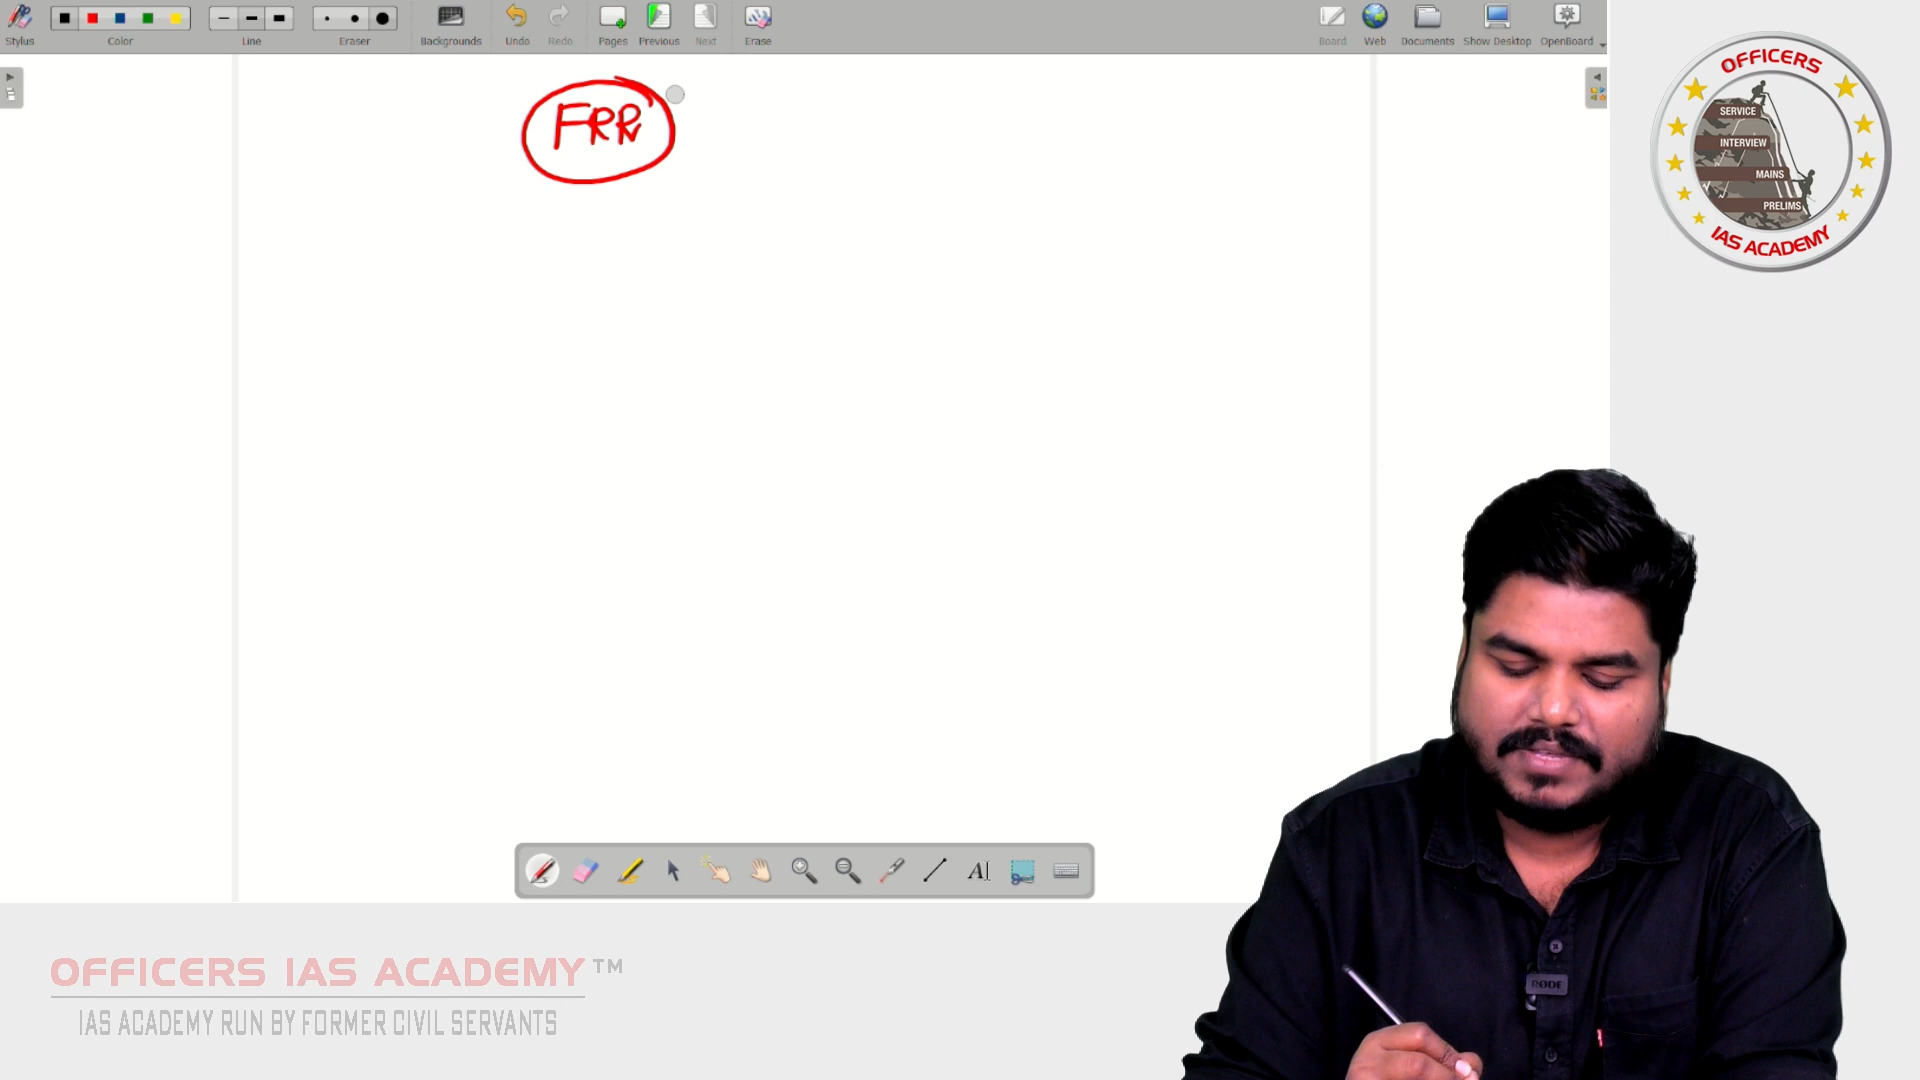 Stylus
Color
Line
Eraser
Backgrounds
Undo
Redo
Pages
Previous
Next
Erase
Board
Web
Documents
Show Desktop
OpenBoard
FRR
OFFICERS
SERVICE
INTERVIEW
MAINS
PRELIMS
IAS ACADEMY
A
RØDE
OFFICERS IAS ACADEMY™
IAS ACADEMY RUN BY FORMER CIVIL SERVANTS